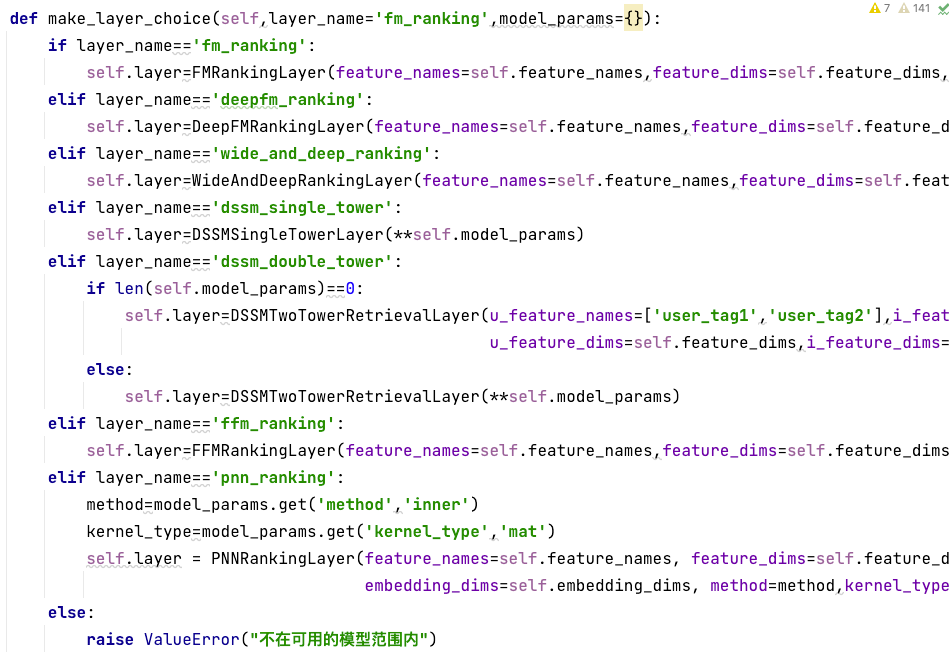 7 141
def make_layer_choice(self,layer_name='fm_ranking',model_params={}):
    if layer_name=='fm_ranking':
        self.layer=FMRankingLayer(feature_names=self.feature_names,feature_dims=self.feature_dims,
    elif layer_name=='deepfm_ranking':
        self.layer=DeepFMRankingLayer(feature_names=self.feature_names,feature_dims=self.feature_d
    elif layer_name=='wide_and_deep_ranking':
        self.layer=WideAndDeepRankingLayer(feature_names=self.feature_names,feature_dims=self.feat
    elif layer_name=='dssm_single_tower':
        self.layer=DSSMSingleTowerLayer(**self.model_params)
    elif layer_name=='dssm_double_tower':
        if len(self.model_params)==0:
            self.layer=DSSMTwoTowerRetrievalLayer(u_feature_names=['user_tag1','user_tag2'],i_feat
                                                  u_feature_dims=self.feature_dims,i_feature_dims=
        else:
            self.layer=DSSMTwoTowerRetrievalLayer(**self.model_params)
    elif layer_name=='ffm_ranking':
        self.layer=FFMRankingLayer(feature_names=self.feature_names,feature_dims=self.feature_dims
    elif layer_name=='pnn_ranking':
        method=model_params.get('method','inner')
        kernel_type=model_params.get('kernel_type','mat')
        self.layer = PNNRankingLayer(feature_names=self.feature_names, feature_dims=self.feature_d
                                     embedding_dims=self.embedding_dims, method=method,kernel_type
    else:
        raise ValueError("不在可用的模型范围内")